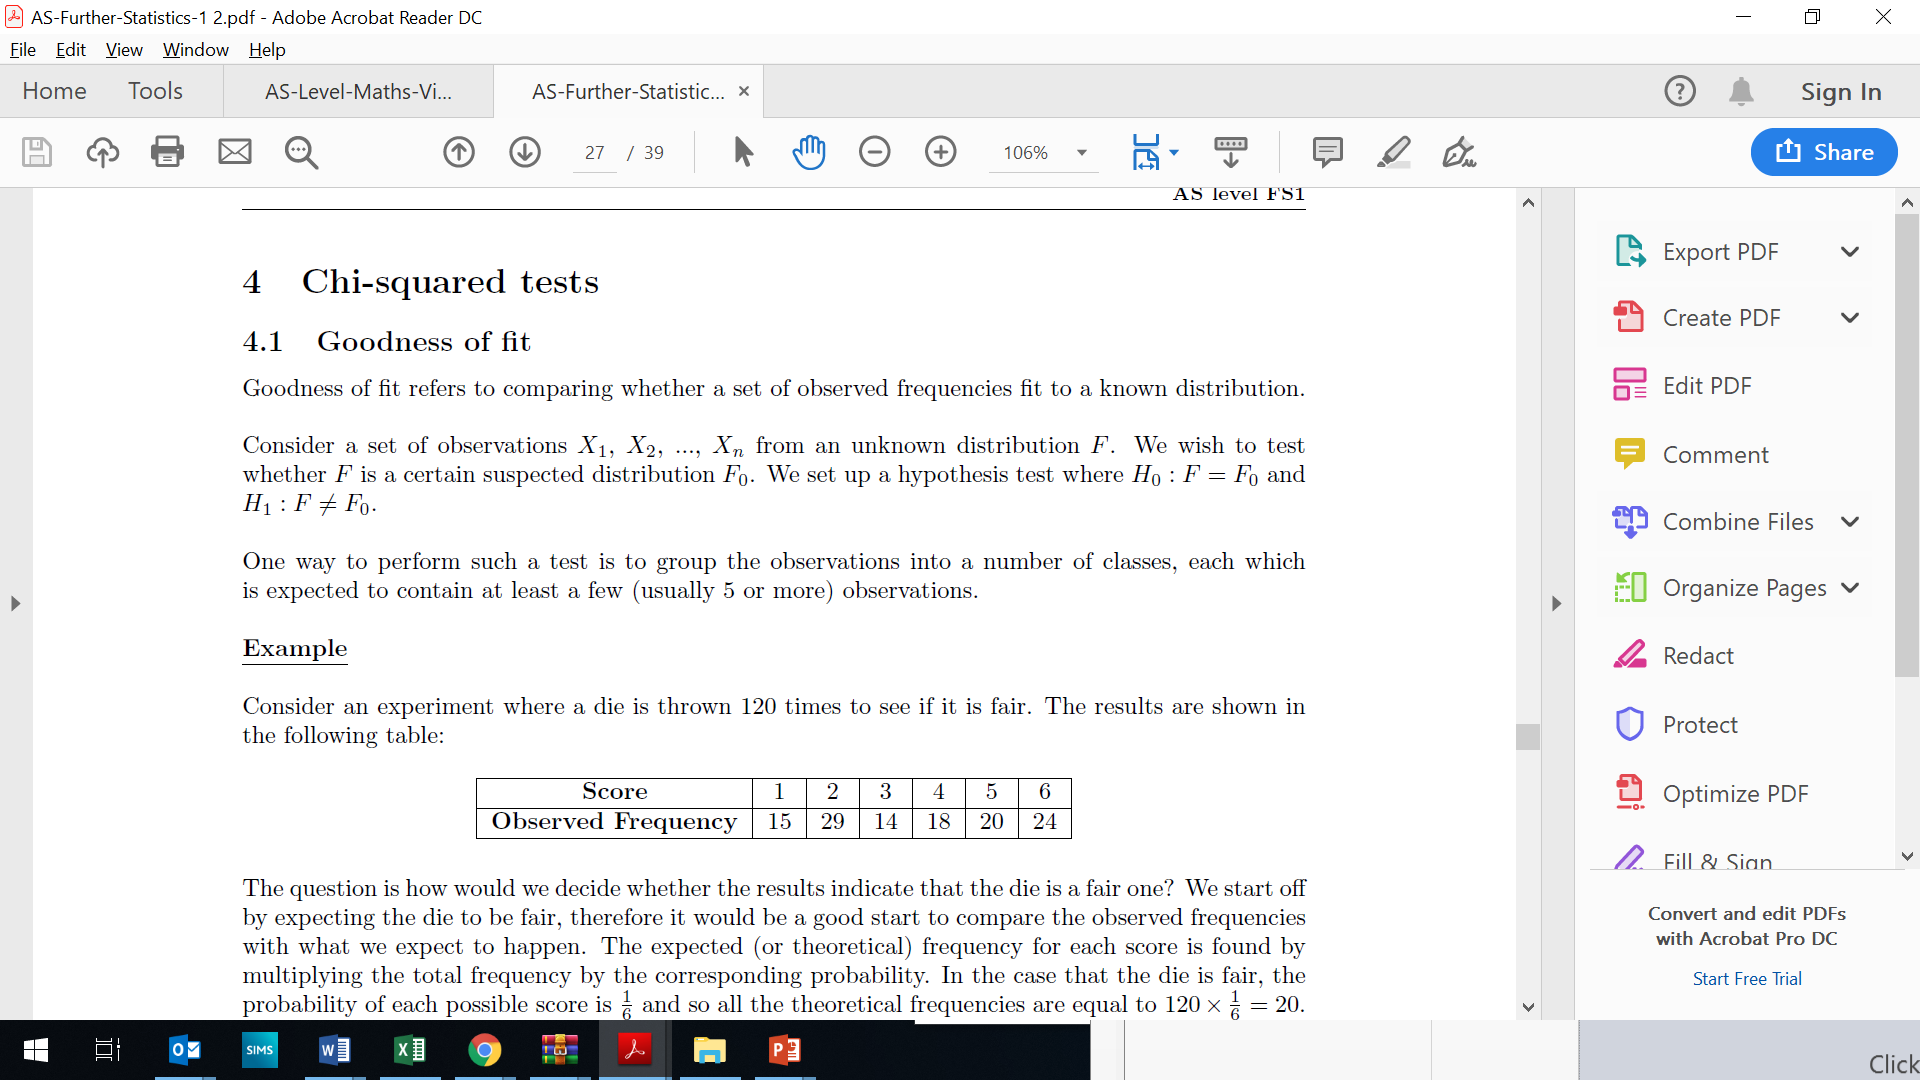 AS-Further-Statistics-1 2.pdf - Adobe Acrobat Reader DC
File Edit View Window Help
Home Tools AS-Level-Maths-Vi... AS-Further-Statistic... × Sign In
27 / 39 106% Share
AS level FS1
4 Chi-squared tests
4.1 Goodness of fit
Goodness of fit refers to comparing whether a set of observed frequencies fit to a known distribution.
Consider a set of observations X₁, X₂, ..., Xₙ from an unknown distribution F. We wish to test
whether F is a certain suspected distribution F₀. We set up a hypothesis test where H₀ : F = F₀ and
H₁ : F ≠ F₀.
One way to perform such a test is to group the observations into a number of classes, each which
is expected to contain at least a few (usually 5 or more) observations.
Example
Consider an experiment where a die is thrown 120 times to see if it is fair. The results are shown in
the following table:
Score 1 2 3 4 5 6
Observed Frequency 15 29 14 18 20 24
The question is how would we decide whether the results indicate that the die is a fair one? We start off
by expecting the die to be fair, therefore it would be a good start to compare the observed frequencies
with what we expect to happen. The expected (or theoretical) frequency for each score is found by
multiplying the total frequency by the corresponding probability. In the case that the die is fair, the
probability of each possible score is 1/6 and so all the theoretical frequencies are equal to 120 × 1/6 = 20.
Export PDF
Create PDF
Edit PDF
Comment
Combine Files
Organize Pages
Redact
Protect
Optimize PDF
Fill & Sign
Convert and edit PDFs
with Acrobat Pro DC
Start Free Trial
SIMS
Click